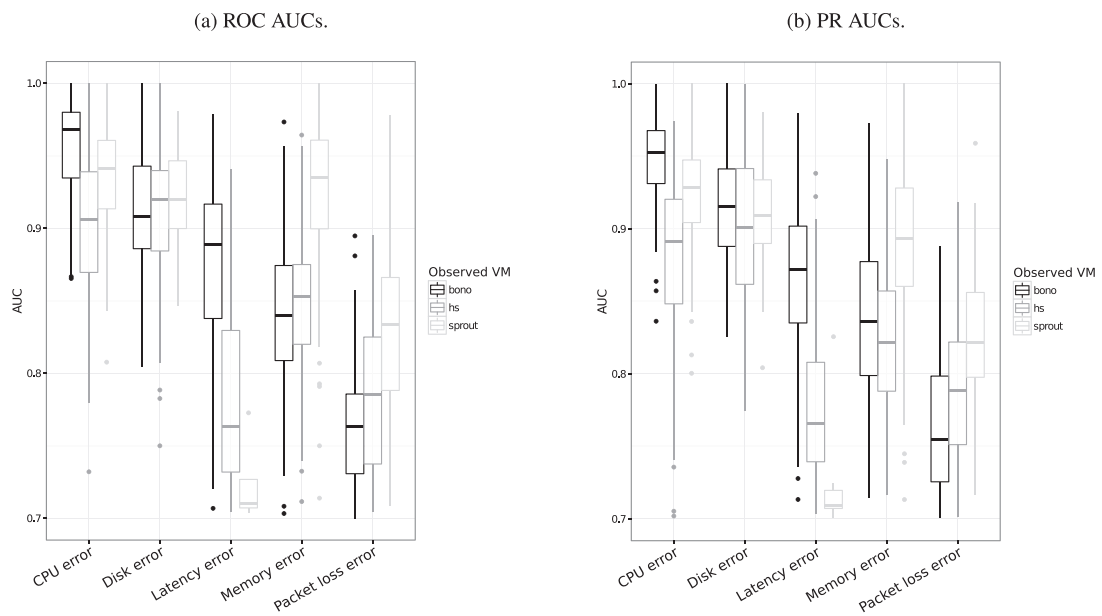 (a) ROC AUCs.
1.0
0.9
0.8
0.7
AUC
CPU error
Disk error
Latency error
Memory error
Packet loss error
Observed VM
bono
hs
sprout
(b) PR AUCs.
1.0
0.9
0.8
0.7
AUC
CPU error
Disk error
Latency error
Memory error
Packet loss error
Observed VM
bono
hs
sprout